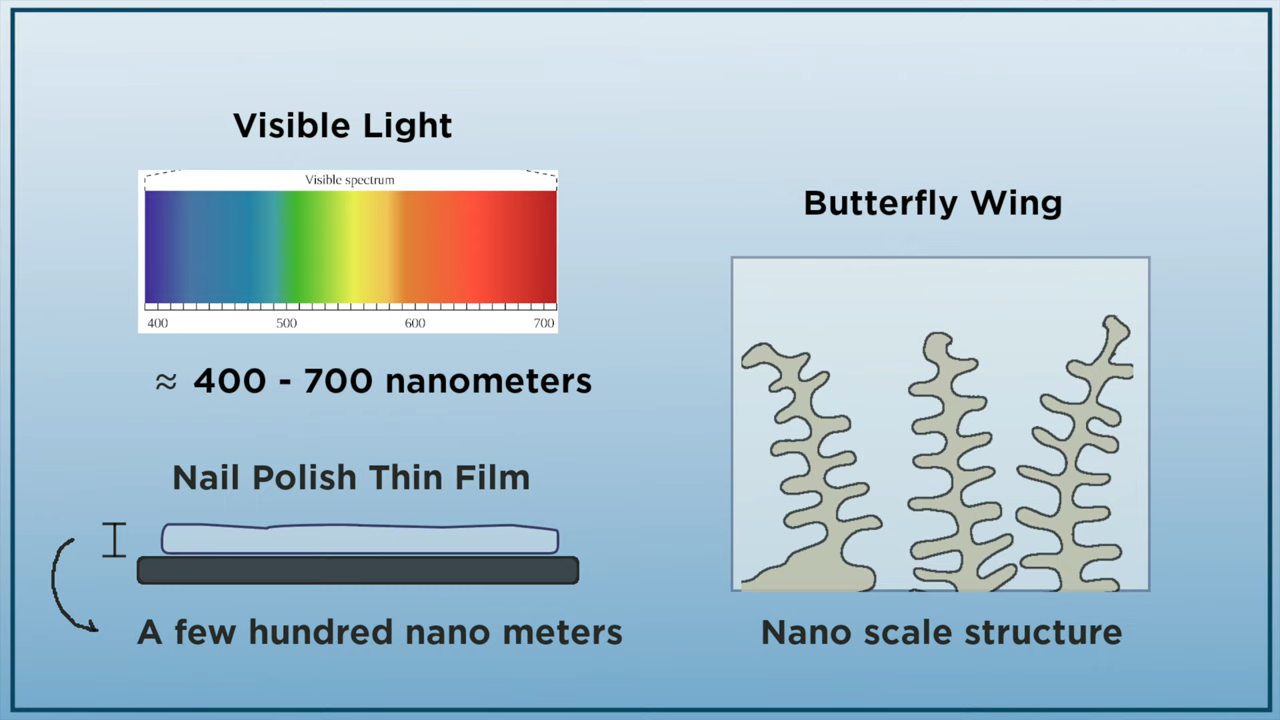 Visible Light
Visible spectrum
400 500 600 700
≈ 400 - 700 nanometers
Nail Polish Thin Film
A few hundred nano meters
Butterfly Wing
Nano scale structure